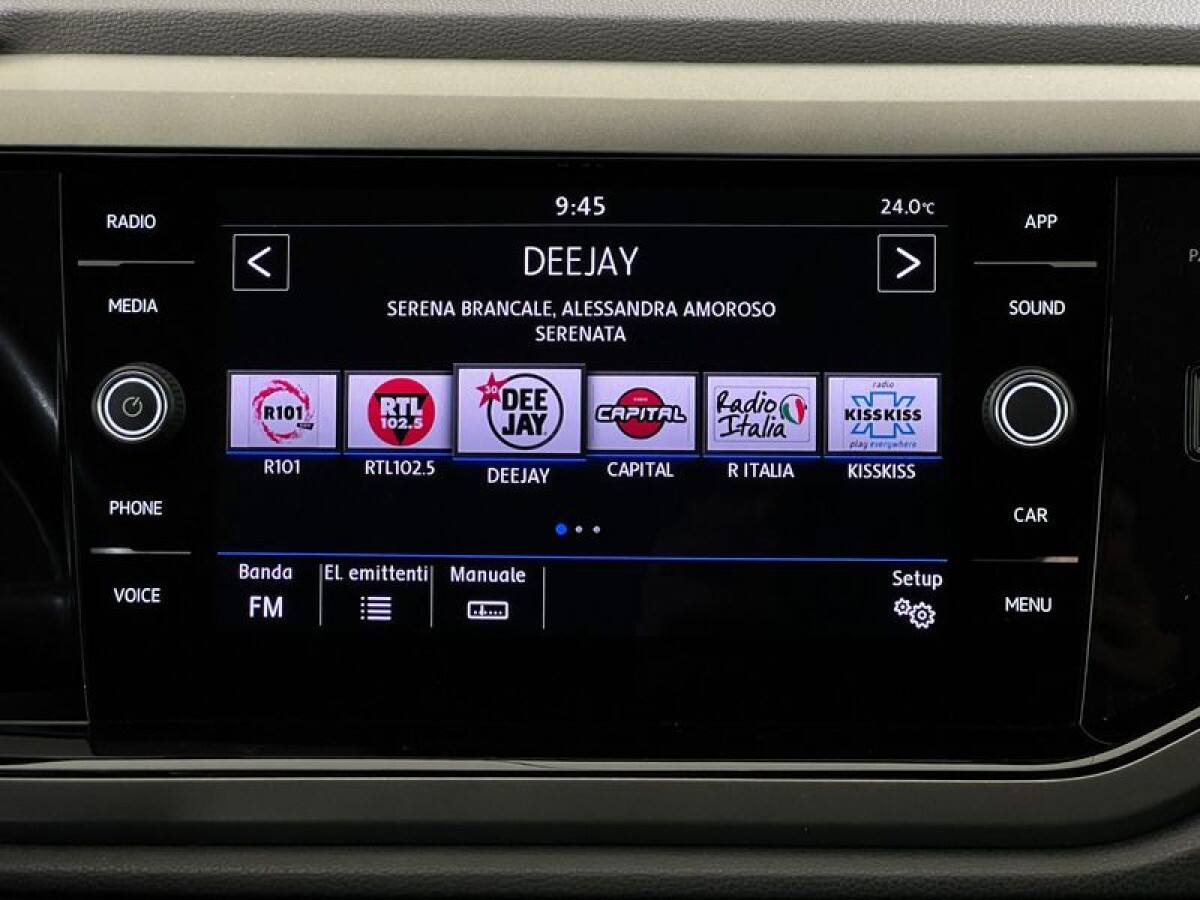 9:45
24.0°C
RADIO
APP
DEEJAY
MEDIA
SOUND
SERENA BRANCALE, ALESSANDRA AMOROSO
SERENATA
R101
RTL
102.5
30
DEE
JAY
CAPITAL
Radio
Italia
radio
KISSKISS
play everywhere
R101
RTL102.5
DEEJAY
CAPITAL
R ITALIA
KISSKISS
PHONE
CAR
VOICE
MENU
Banda
FM
El. emittenti
Manuale
Setup